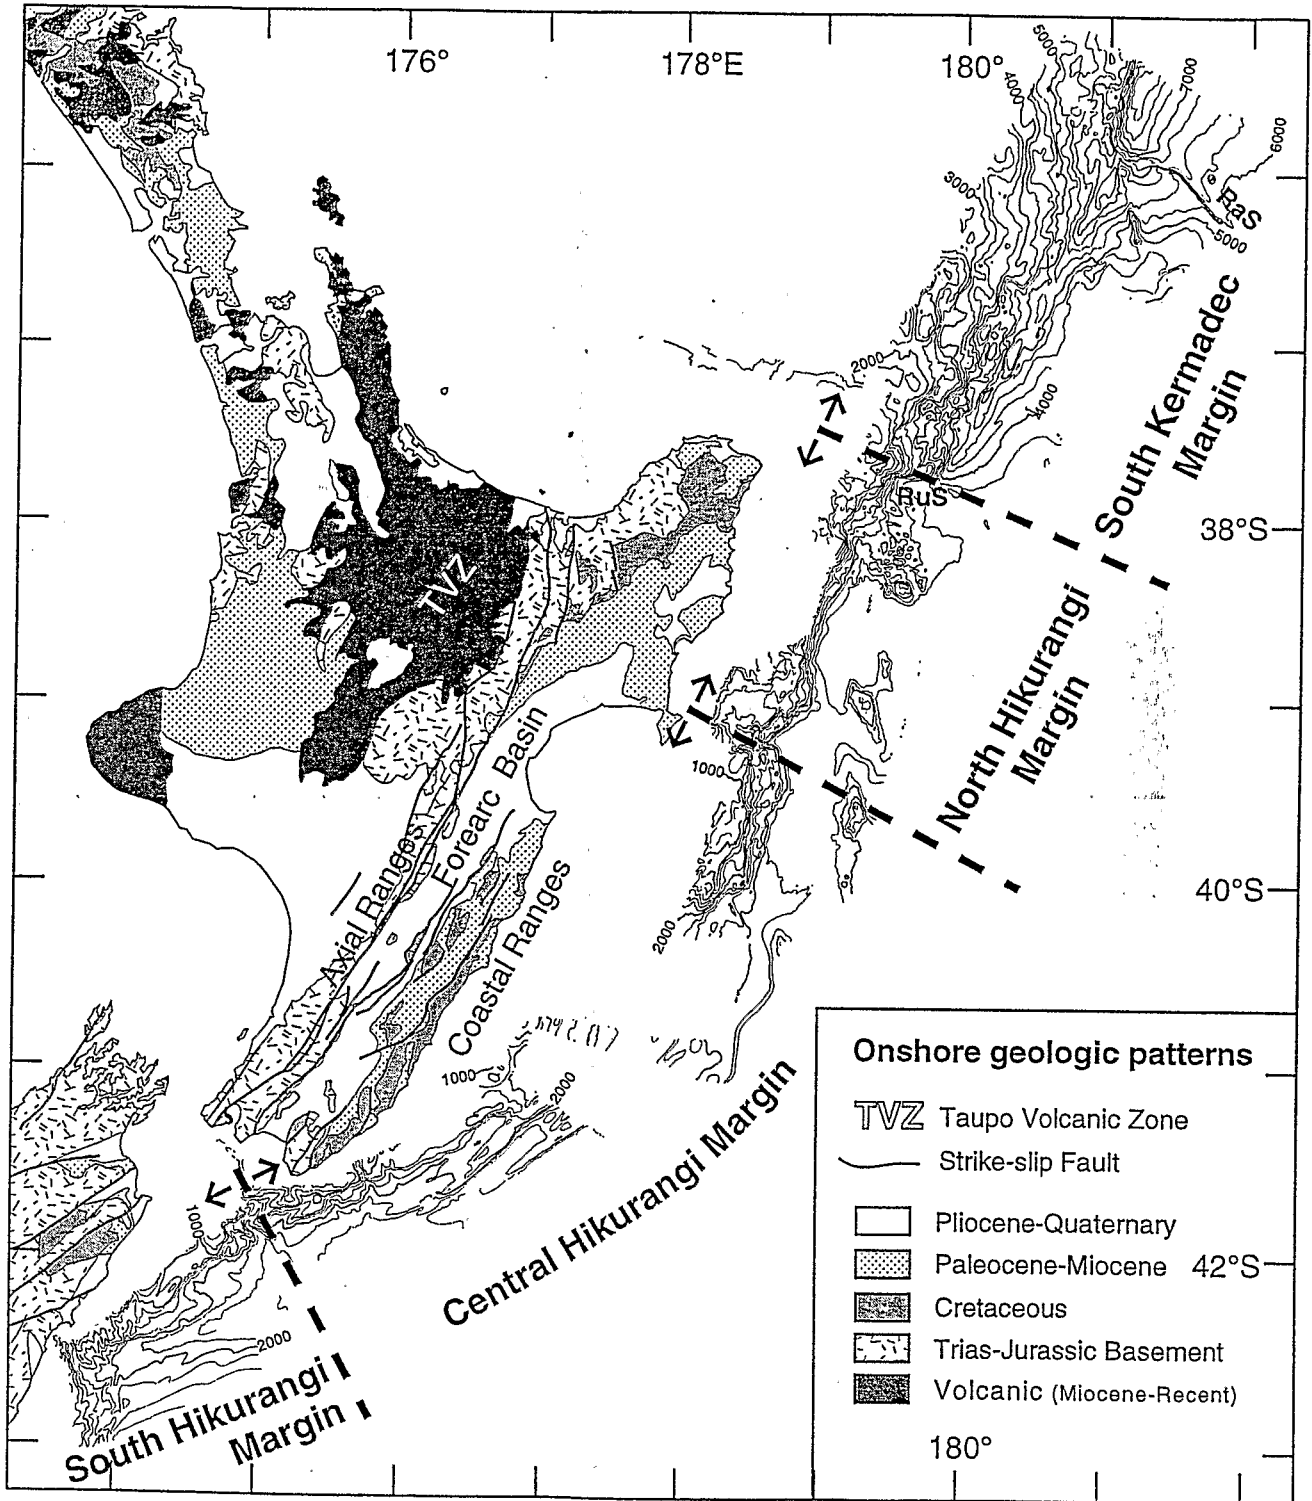 176°
178°E
180°
5000
4000
7000
6000
3000
RaS
5000
2000
4000
South Kermadec
Margin
RuS
38°S
TVZ
North Hikurangi
Margin
1000
Axial Ranges
Forearc Basin
Coastal Ranges
2000
40°S
1000
2000
Central Hikurangi Margin
1000
2000
South Hikurangi
Margin
Onshore geologic patterns
TVZ Taupo Volcanic Zone
Strike-slip Fault
Pliocene-Quaternary
Paleocene-Miocene
42°S
Cretaceous
Trias-Jurassic Basement
Volcanic (Miocene-Recent)
180°